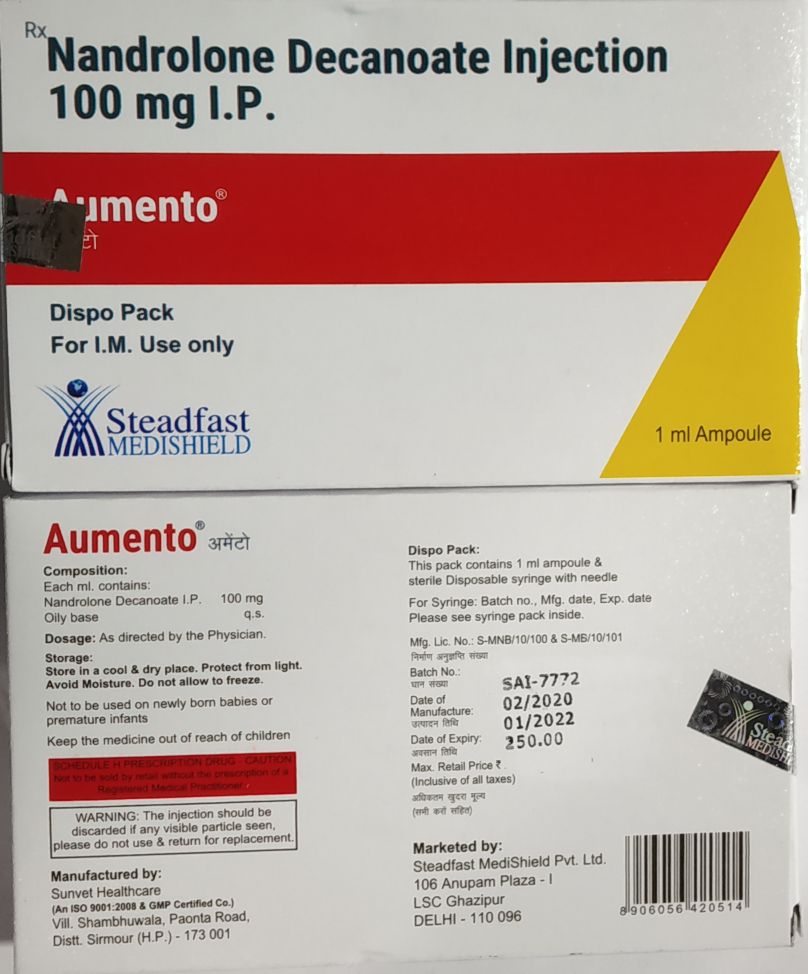 Rx
Nandrolone Decanoate Injection
100 mg I.P.
Aumento®
Dispo Pack
For I.M. Use only
Steadfast
MEDISHIELD
1 ml Ampoule
Aumento® अमेंटो
Composition:
Each ml. contains:
Nandrolone Decanoate I.P. 100 mg
Oily base q.s.
Dosage: As directed by the Physician.
Storage:
Store in a cool & dry place. Protect from light.
Avoid Moisture. Do not allow to freeze.
Not to be used on newly born babies or
premature infants
Keep the medicine out of reach of children
SCHEDULE H PRESCRIPTION DRUG - CAUTION
Not to be sold by retail without the prescription of a
Registered Medical Practitioner.
WARNING: The injection should be
discarded if any visible particle seen,
please do not use & return for replacement.
Manufactured by:
Sunvet Healthcare
(An ISO 9001:2008 & GMP Certified Co.)
Vill. Shambhuwala, Paonta Road,
Distt. Sirmour (H.P.) - 173 001
Dispo Pack:
This pack contains 1 ml ampoule &
sterile Disposable syringe with needle
For Syringe: Batch no., Mfg. date, Exp. date
Please see syringe pack inside.
Mfg. Lic. No.: S-MNB/10/100 & S-MB/10/101
निर्माण अनुज्ञप्ति संख्या
Batch No.: SAI-7772
घान संख्या
Date of 02/2020
Manufacture:
उत्पादन तिथि 01/2022
Date of Expiry: 250.00
अवसान तिथि
Max. Retail Price ₹
(Inclusive of all taxes)
अधिकतम खुदरा मूल्य
(सभी करों सहित)
Marketed by:
Steadfast MediShield Pvt. Ltd.
106 Anupam Plaza - I
LSC Ghazipur
DELHI - 110 096
8 906056 420514